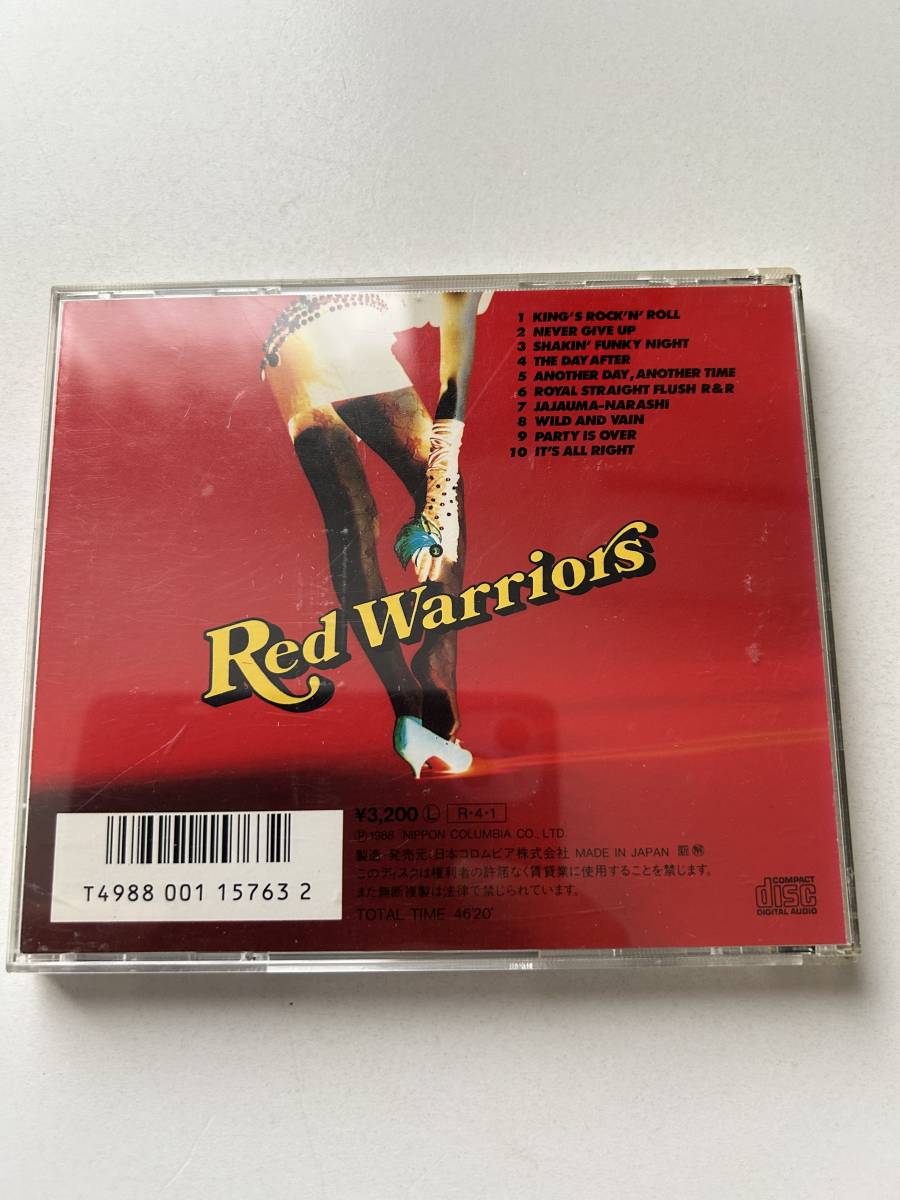 1 KING'S ROCK'N' ROLL
2 NEVER GIVE UP
3 SHAKIN' FUNKY NIGHT
4 THE DAY AFTER
5 ANOTHER DAY, ANOTHER TIME
6 ROYAL STRAIGHT FLUSH R&R
7 JAJAUMA-NARASHI
8 WILD AND VAIN
9 PARTY IS OVER
10 IT'S ALL RIGHT
Red Warriors
¥3,200 Ⓛ R・4・1
Ⓟ1988 NIPPON COLUMBIA CO., LTD.
製造・発売元:日本コロムビア株式会社 MADE IN JAPAN
このディスクは権利者の許諾なく賃貸業に使用することを禁じます。
また無断複製は法律で禁じられています。
TOTAL TIME 46'20"
T4988 001 15763 2
COMPACT
disc
DIGITAL AUDIO